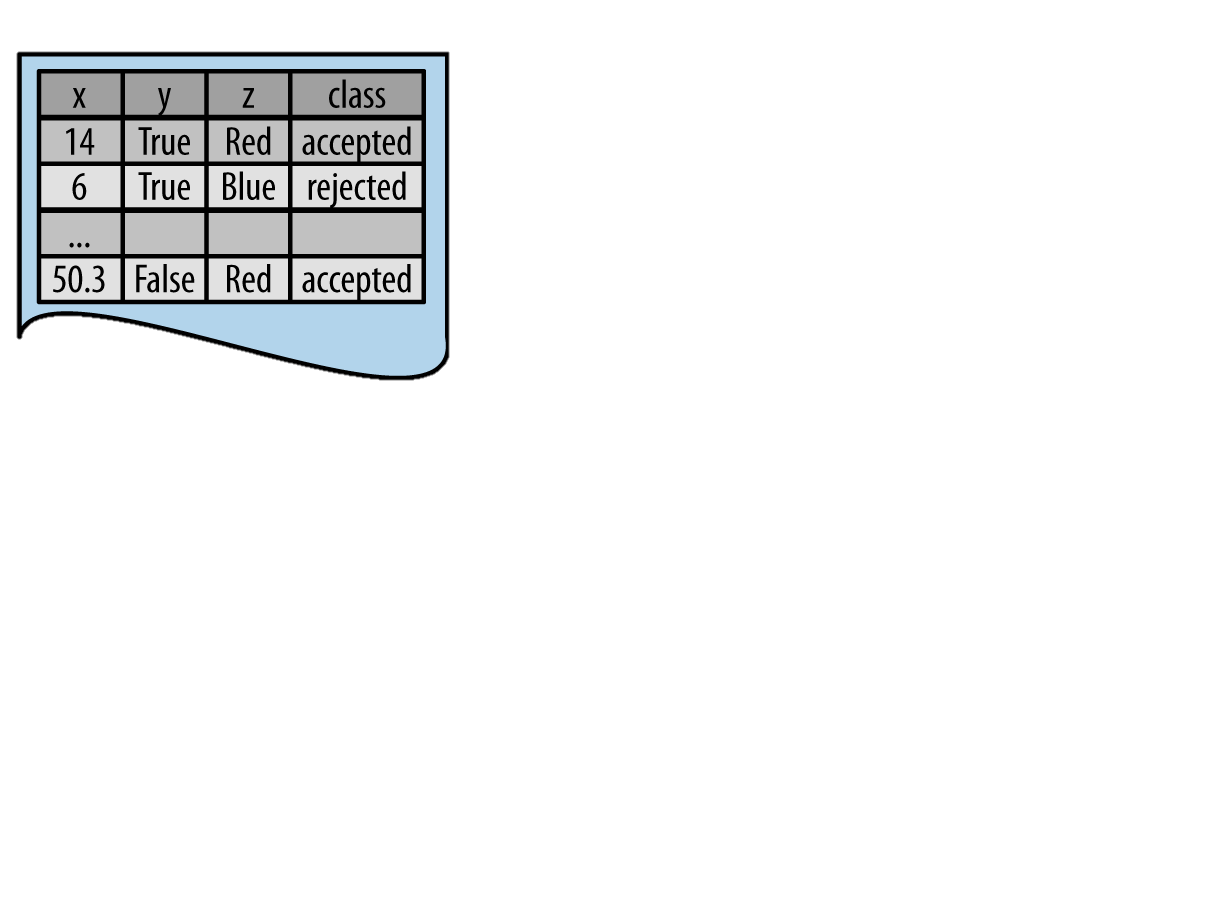 x y z class
14 True Red accepted
6 True Blue rejected
...
50.3 False Red accepted